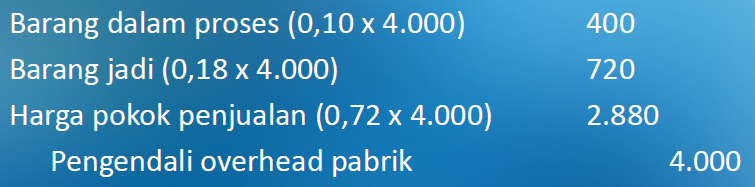 Barang dalam proses (0,10 x 4.000) 400
Barang jadi (0,18 x 4.000) 720
Harga pokok penjualan (0,72 x 4.000) 2.880
Pengendali overhead pabrik 4.000